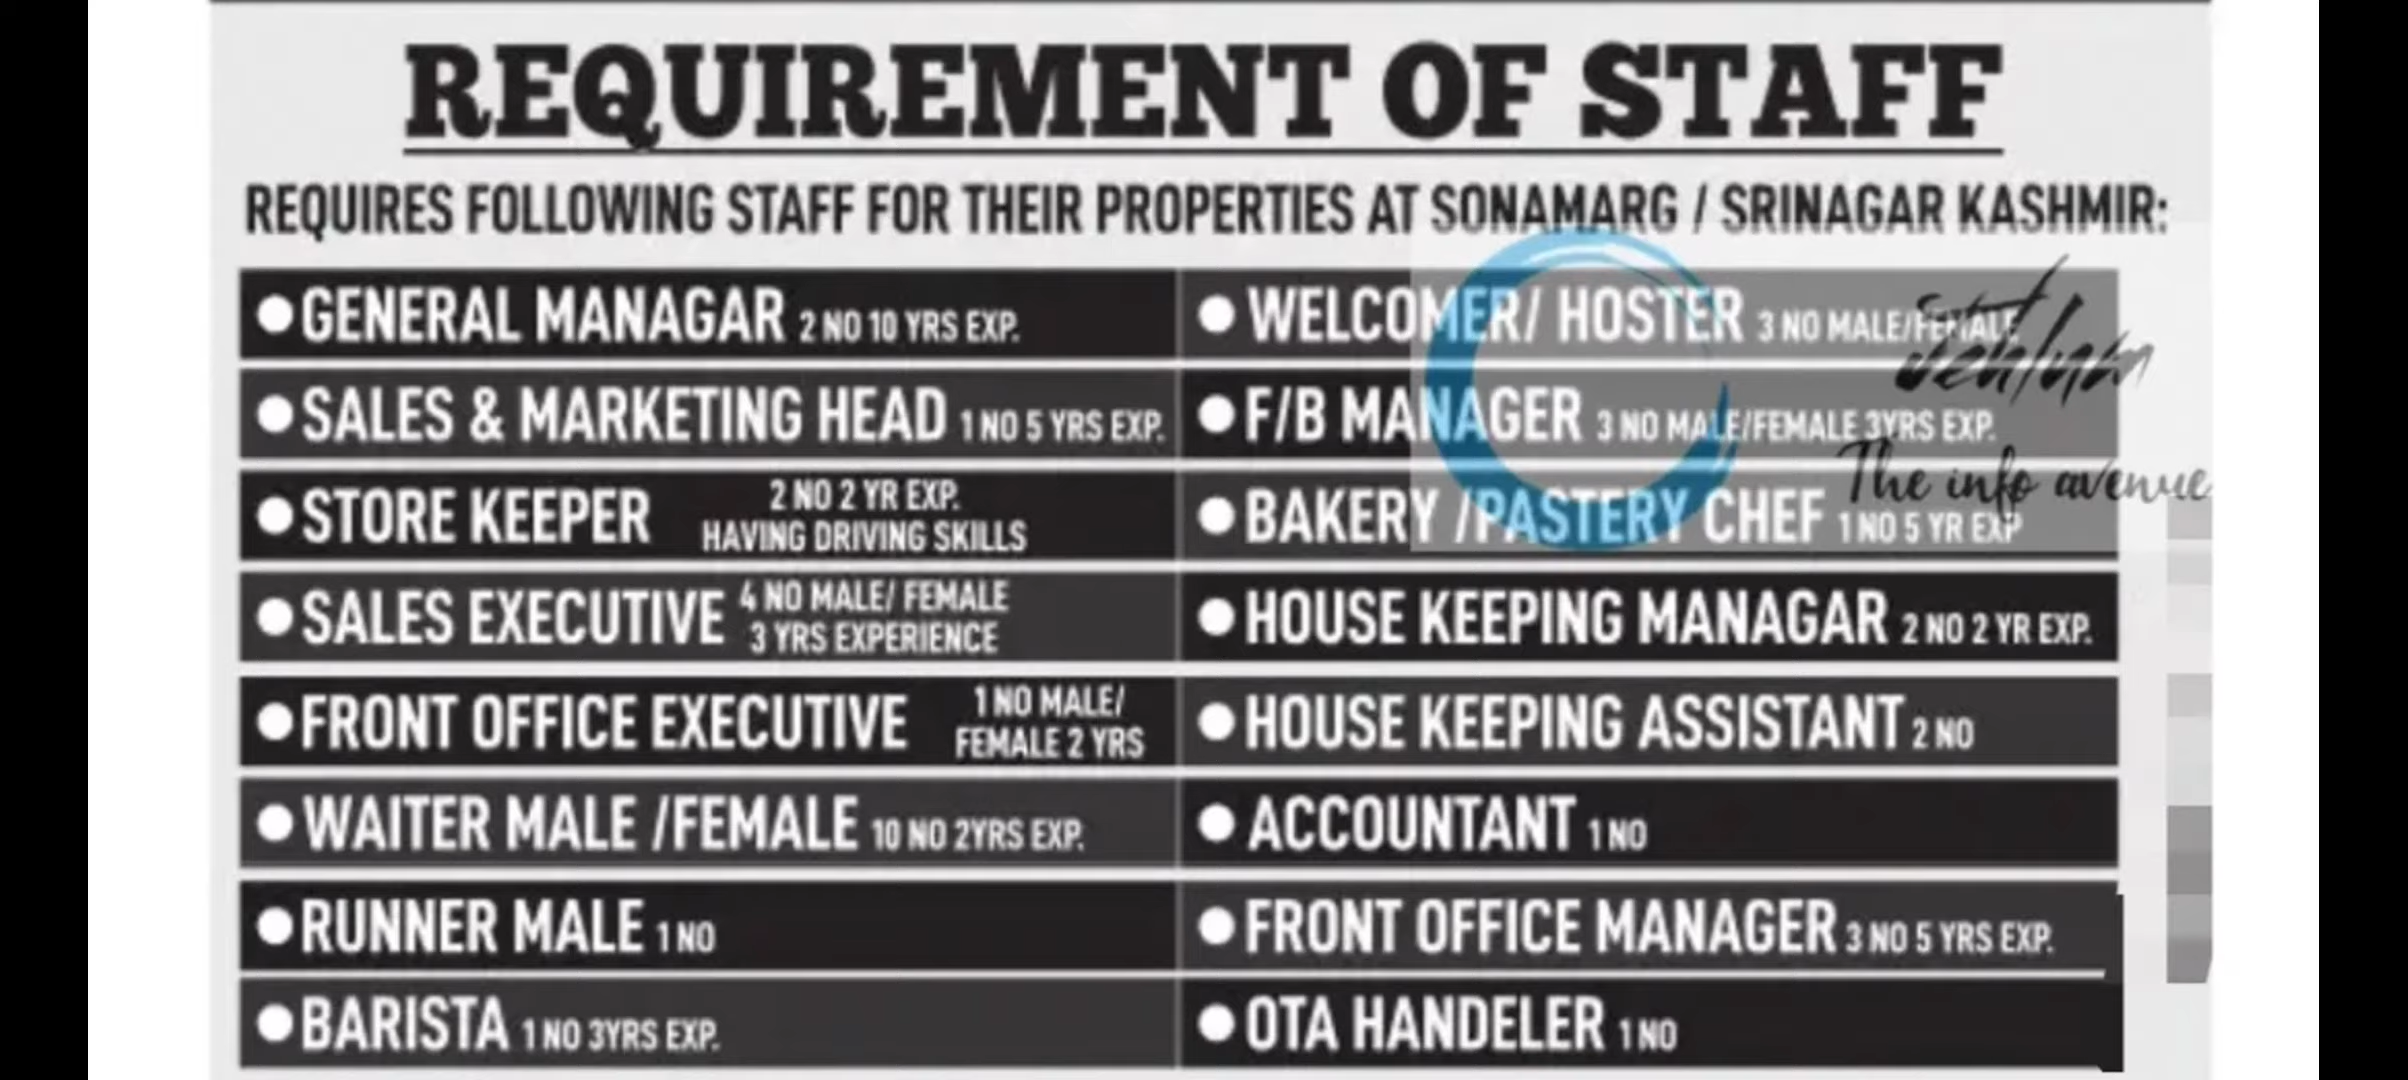 REQUIREMENT OF STAFF
REQUIRES FOLLOWING STAFF FOR THEIR PROPERTIES AT SONAMARG / SRINAGAR KASHMIR:
GENERAL MANAGAR 2 NO 10 YRS EXP.
SALES & MARKETING HEAD 1 NO 5 YRS EXP.
STORE KEEPER 2 NO 2 YR EXP.
HAVING DRIVING SKILLS
SALES EXECUTIVE 4 NO MALE/ FEMALE
3 YRS EXPERIENCE
FRONT OFFICE EXECUTIVE 1 NO MALE/
FEMALE 2 YRS
WAITER MALE /FEMALE 10 NO 2YRS EXP.
RUNNER MALE 1 NO
BARISTA 1 NO 3YRS EXP.
WELCOMER/ HOSTER 3 NO MALE/FEMALE
F/B MANAGER 3 NO MALE/FEMALE 3YRS EXP.
BAKERY /PASTERY CHEF 1 NO 5 YR EXP
HOUSE KEEPING MANAGAR 2 NO 2 YR EXP.
HOUSE KEEPING ASSISTANT 2 NO
ACCOUNTANT 1 NO
FRONT OFFICE MANAGER 3 NO 5 YRS EXP.
OTA HANDELER 1 NO
The info avenue